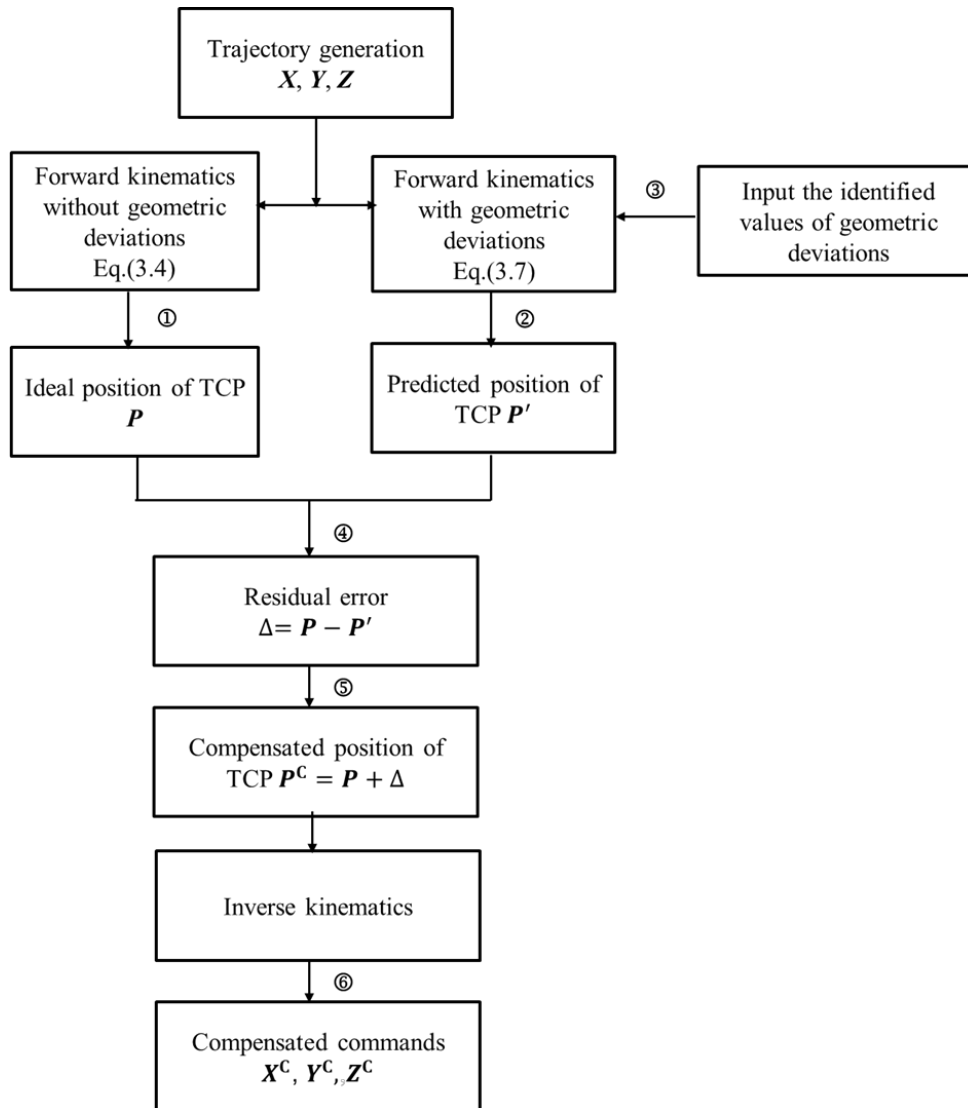 Trajectory generation
X, Y, Z
Forward kinematics
without geometric
deviations
Eq.(3.4)
Forward kinematics
with geometric
deviations
Eq.(3.7)
③
Input the identified
values of geometric
deviations
①
②
Ideal position of TCP
P
Predicted position of
TCP P′
④
Residual error
Δ= P − P′
⑤
Compensated position of
TCP P^C = P + Δ
Inverse kinematics
⑥
Compensated commands
X^C, Y^C, Z^C